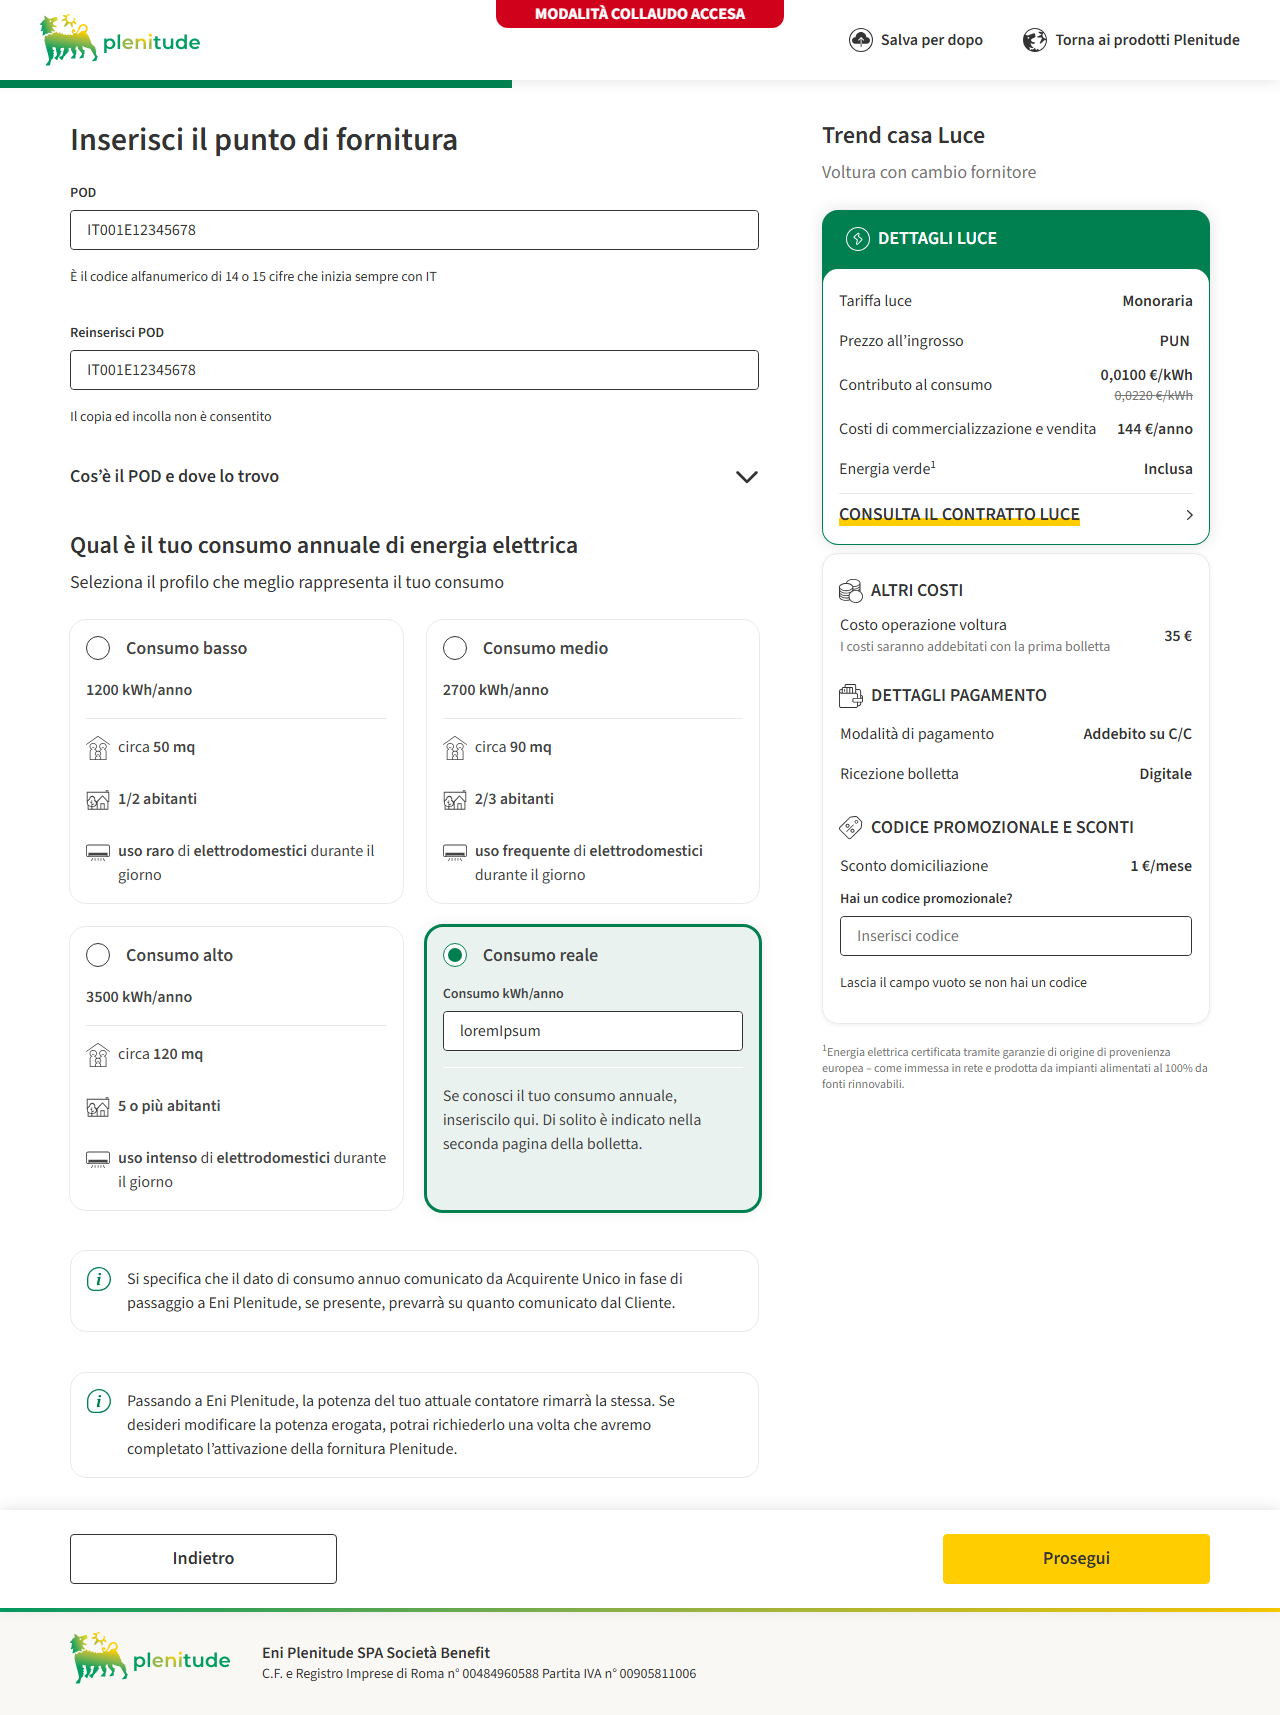 MODALITÀ COLLAUDO ACCESA
plenitude
Salva per dopo
Torna ai prodotti Plenitude
Inserisci il punto di fornitura
POD
IT001E12345678
È il codice alfanumerico di 14 o 15 cifre che inizia sempre con IT
Reinserisci POD
IT001E12345678
Il copia ed incolla non è consentito
Cos'è il POD e dove lo trovo
Qual è il tuo consumo annuale di energia elettrica
Seleziona il profilo che meglio rappresenta il tuo consumo
Consumo basso
1200 kWh/anno
circa 50 mq
1/2 abitanti
uso raro di elettrodomestici durante il
giorno
Consumo medio
2700 kWh/anno
circa 90 mq
2/3 abitanti
uso frequente di elettrodomestici
durante il giorno
Consumo alto
3500 kWh/anno
circa 120 mq
5 o più abitanti
uso intenso di elettrodomestici durante
il giorno
Consumo reale
Consumo kWh/anno
loremIpsum
Se conosci il tuo consumo annuale,
inseriscilo qui. Di solito è indicato nella
seconda pagina della bolletta.
i Si specifica che il dato di consumo annuo comunicato da Acquirente Unico in fase di
passaggio a Eni Plenitude, se presente, prevarrà su quanto comunicato dal Cliente.
i Passando a Eni Plenitude, la potenza del tuo attuale contatore rimarrà la stessa. Se
desideri modificare la potenza erogata, potrai richiederlo una volta che avremo
completato l'attivazione della fornitura Plenitude.
Trend casa Luce
Voltura con cambio fornitore
DETTAGLI LUCE
Tariffa luce Monoraria
Prezzo all'ingrosso PUN
Contributo al consumo 0,0100 €/kWh
0,0220 €/kWh
Costi di commercializzazione e vendita 144 €/anno
Energia verde¹ Inclusa
CONSULTA IL CONTRATTO LUCE
ALTRI COSTI
Costo operazione voltura 35 €
I costi saranno addebitati con la prima bolletta
DETTAGLI PAGAMENTO
Modalità di pagamento Addebito su C/C
Ricezione bolletta Digitale
CODICE PROMOZIONALE E SCONTI
Sconto domiciliazione 1 €/mese
Hai un codice promozionale?
Inserisci codice
Lascia il campo vuoto se non hai un codice
¹Energia elettrica certificata tramite garanzie di origine di provenienza
europea – come immessa in rete e prodotta da impianti alimentati al 100% da
fonti rinnovabili.
Indietro
Prosegui
plenitude
Eni Plenitude SPA Società Benefit
C.F. e Registro Imprese di Roma n° 00484960588 Partita IVA n° 00905811006